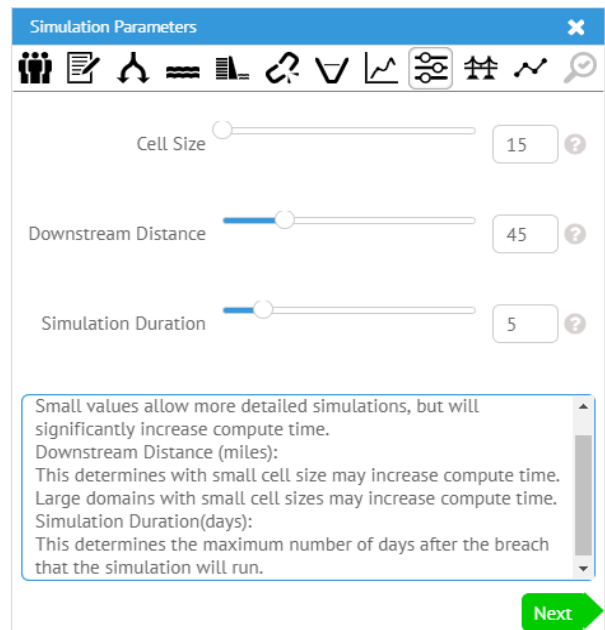 Simulation Parameters
Cell Size
15
Downstream Distance
45
Simulation Duration
5
Small values allow more detailed simulations, but will
significantly increase compute time.
Downstream Distance (miles):
This determines with small cell size may increase compute time.
Large domains with small cell sizes may increase compute time.
Simulation Duration(days):
This determines the maximum number of days after the breach
that the simulation will run.
Next